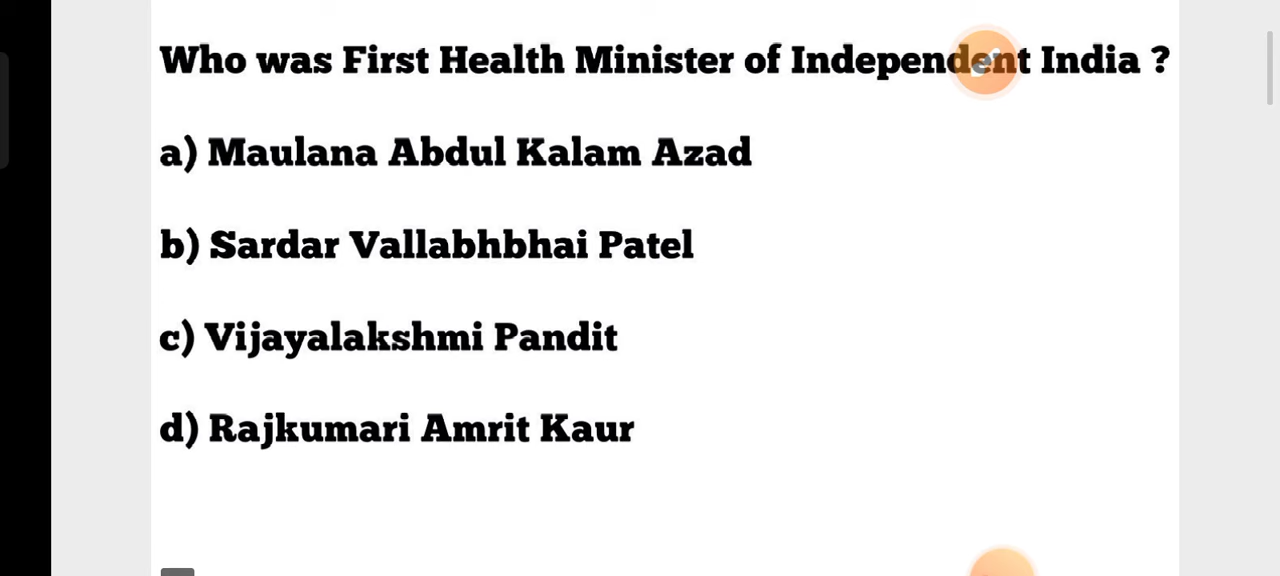 Who was First Health Minister of Independent India ?
a) Maulana Abdul Kalam Azad
b) Sardar Vallabhbhai Patel
c) Vijayalakshmi Pandit
d) Rajkumari Amrit Kaur